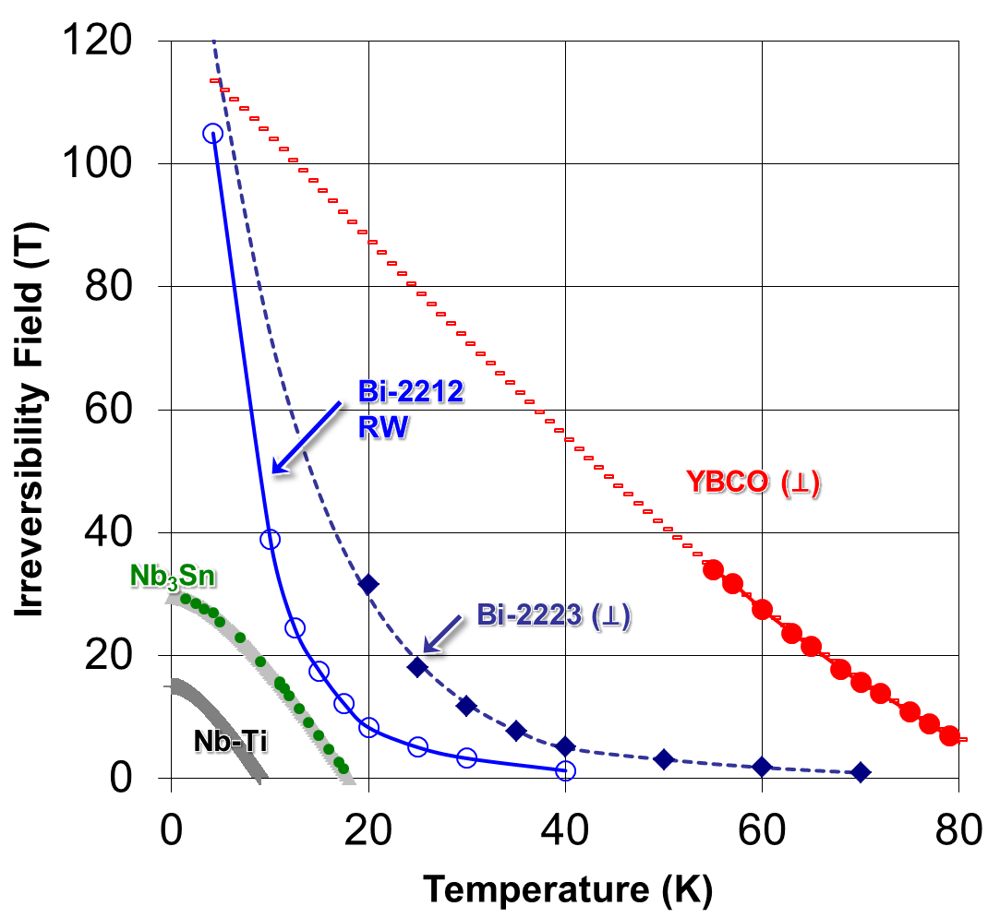 120
100
80
60
40
20
0
Irreversibility Field (T)
Bi-2212
RW
YBCO (⊥)
Nb₃Sn
Bi-2223 (⊥)
Nb-Ti
0 20 40 60 80
Temperature (K)